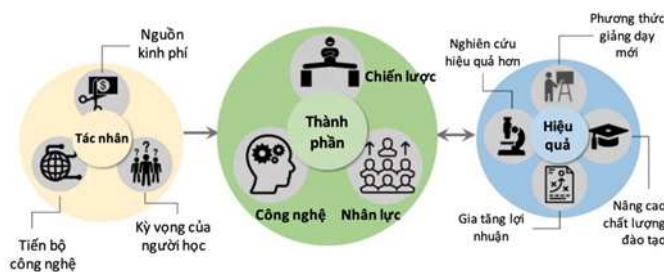 Nguồn
kinh phí
Tác nhân
Tiến bộ
công nghệ
Kỳ vọng của
người học
Chiến lược
Thành
phần
Công nghệ
Nhân lực
Phương thức
giảng dạy
mới
Nghiên cứu
hiệu quả hơn
Hiệu
quả
Gia tăng lợi
nhuận
Nâng cao
chất lượng
đào tạo